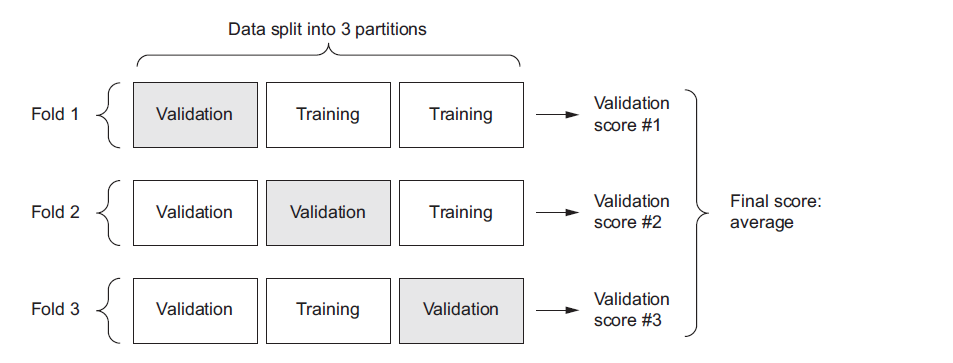 Data split into 3 partitions
Fold 1
Validation
Training
Training
Validation
score #1
Fold 2
Validation
Validation
Training
Validation
score #2
Final score:
average
Fold 3
Validation
Training
Validation
Validation
score #3